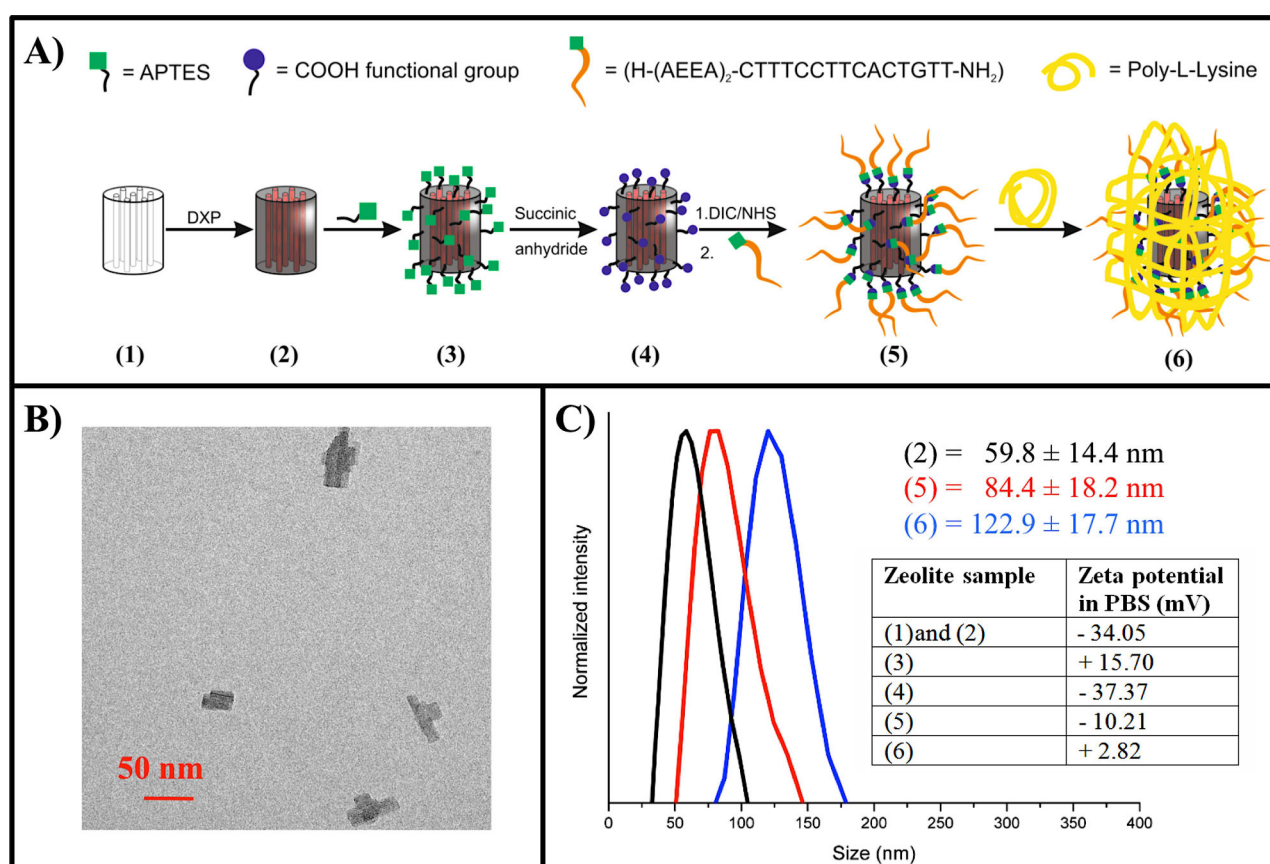 A)
= APTES
= COOH functional group
= (H-(AEEA)₂-CTTTCCTTCACTGTT-NH₂)
= Poly-L-Lysine
DXP
Succinic
anhydride
1.DIC/NHS
2.
(1)
(2)
(3)
(4)
(5)
(6)
B)
50 nm
C)
Normalized intensity
(2) = 59.8 ± 14.4 nm
(5) = 84.4 ± 18.2 nm
(6) = 122.9 ± 17.7 nm
Zeolite sample Zeta potential
in PBS (mV)
(1)and (2) - 34.05
(3) + 15.70
(4) - 37.37
(5) - 10.21
(6) + 2.82
0 50 100 150 200 250 300 350 400
Size (nm)